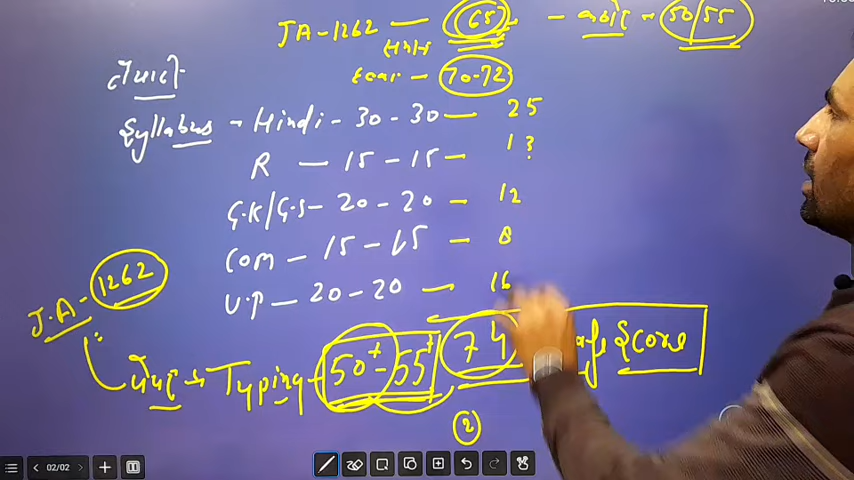 JA-1262 — 65 - — 50/55
— 70-72
Syllabus - Hindi - 30 - 30 — 25
R — 15 - 15 — 13
G.K/G.S - 20 - 20 — 12
Com - 15 - 15 — 8
U.P - 20 - 20 — 16
J.A - 1262
Typing - 50+ - 55+ 74 Safe Score
2
02/02